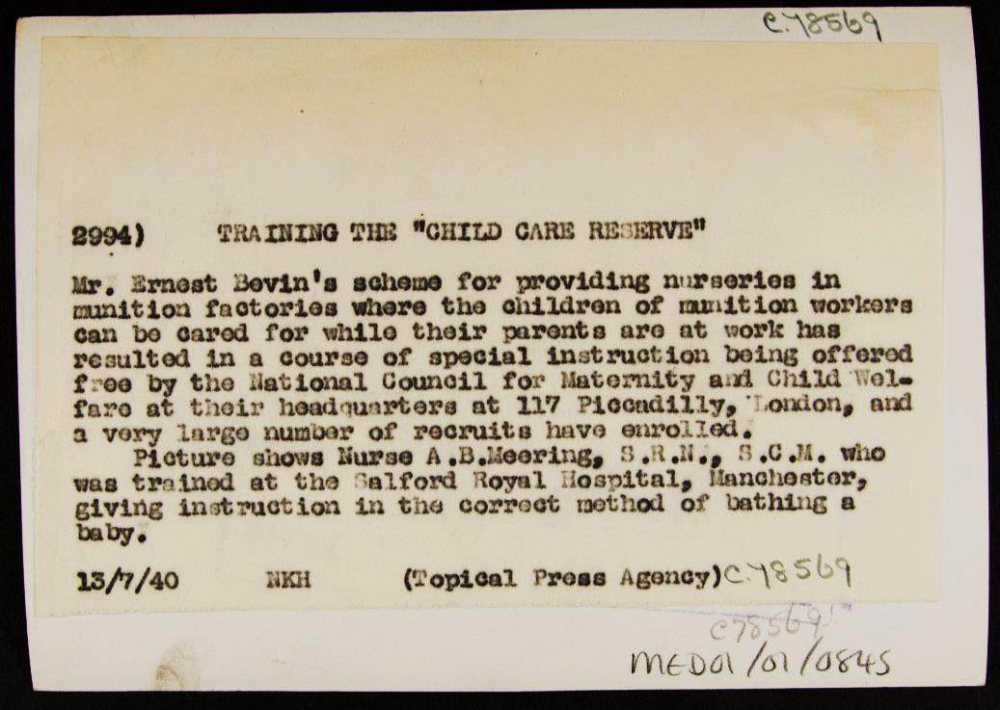 C.78569
2994) TRAINING THE "CHILD CARE RESERVE"
Mr. Ernest Bevin's scheme for providing nurseries in
munition factories where the children of munition workers
can be cared for while their parents are at work has
resulted in a course of special instruction being offered
free by the National Council for Maternity and Child Wel-
fare at their headquarters at 117 Piccadilly, London, and
a very large number of recruits have enrolled.
Picture shows Nurse A.B.Meering, S.R.N., S.C.M. who
was trained at the Salford Royal Hospital, Manchester,
giving instruction in the correct method of bathing a
baby.
13/7/40 NKH (Topical Press Agency) C.78569
C78569
MED01/01/0845